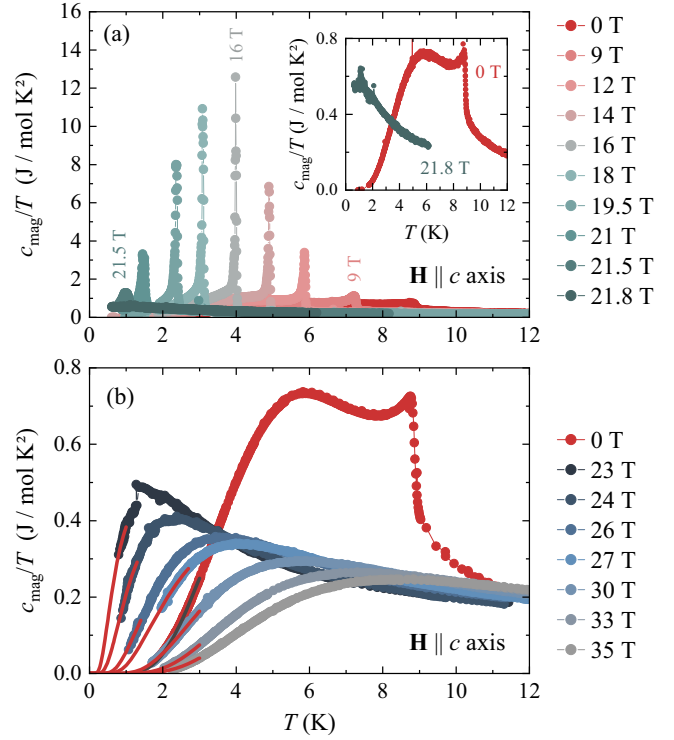 (a)
16
14
12
10
8
6
4
2
0
c_mag/T (J / mol K²)
21.5 T
16 T
9 T
H || c axis
0 2 4 6 8 10 12
0.8
0.4
0.0
c_mag/T (J / mol K²)
0 T
21.8 T
0 2 4 6 8 10 12
T (K)
0 T
9 T
12 T
14 T
16 T
18 T
19.5 T
21 T
21.5 T
21.8 T
(b)
0.8
0.6
0.4
0.2
0.0
c_mag/T (J / mol K²)
H || c axis
0 2 4 6 8 10 12
T (K)
0 T
23 T
24 T
26 T
27 T
30 T
33 T
35 T